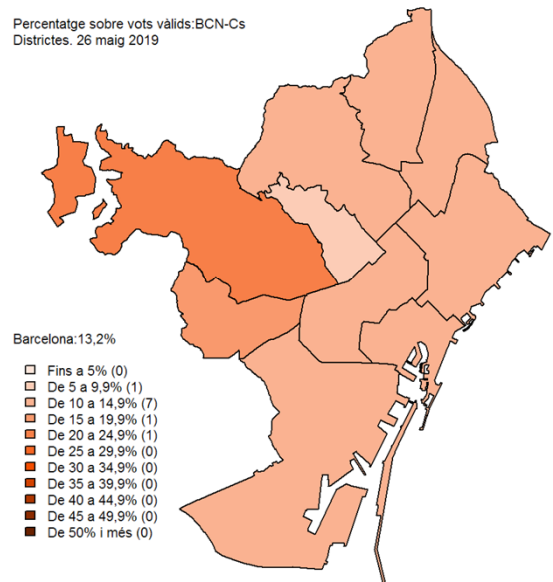 Percentatge sobre vots vàlids:BCN-Cs
Districtes. 26 maig 2019
Barcelona:13,2%
Fins a 5% (0)
De 5 a 9,9% (1)
De 10 a 14,9% (7)
De 15 a 19,9% (1)
De 20 a 24,9% (1)
De 25 a 29,9% (0)
De 30 a 34,9% (0)
De 35 a 39,9% (0)
De 40 a 44,9% (0)
De 45 a 49,9% (0)
De 50% i més (0)